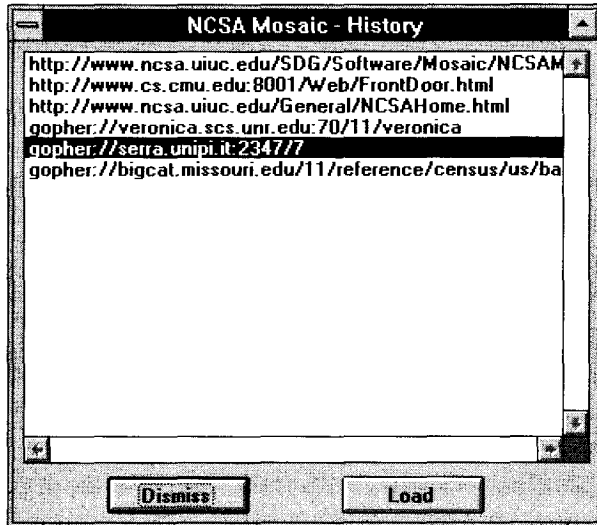 NCSA Mosaic - History
http://www.ncsa.uiuc.edu/SDG/Software/Mosaic/NCSAM
http://www.cs.cmu.edu:8001/Web/FrontDoor.html
http://www.ncsa.uiuc.edu/General/NCSAHome.html
gopher://veronica.scs.unr.edu:70/11/veronica
gopher://serra.unipi.it:2347/7
gopher://bigcat.missouri.edu/11/reference/census/us/ba
Dismiss Load